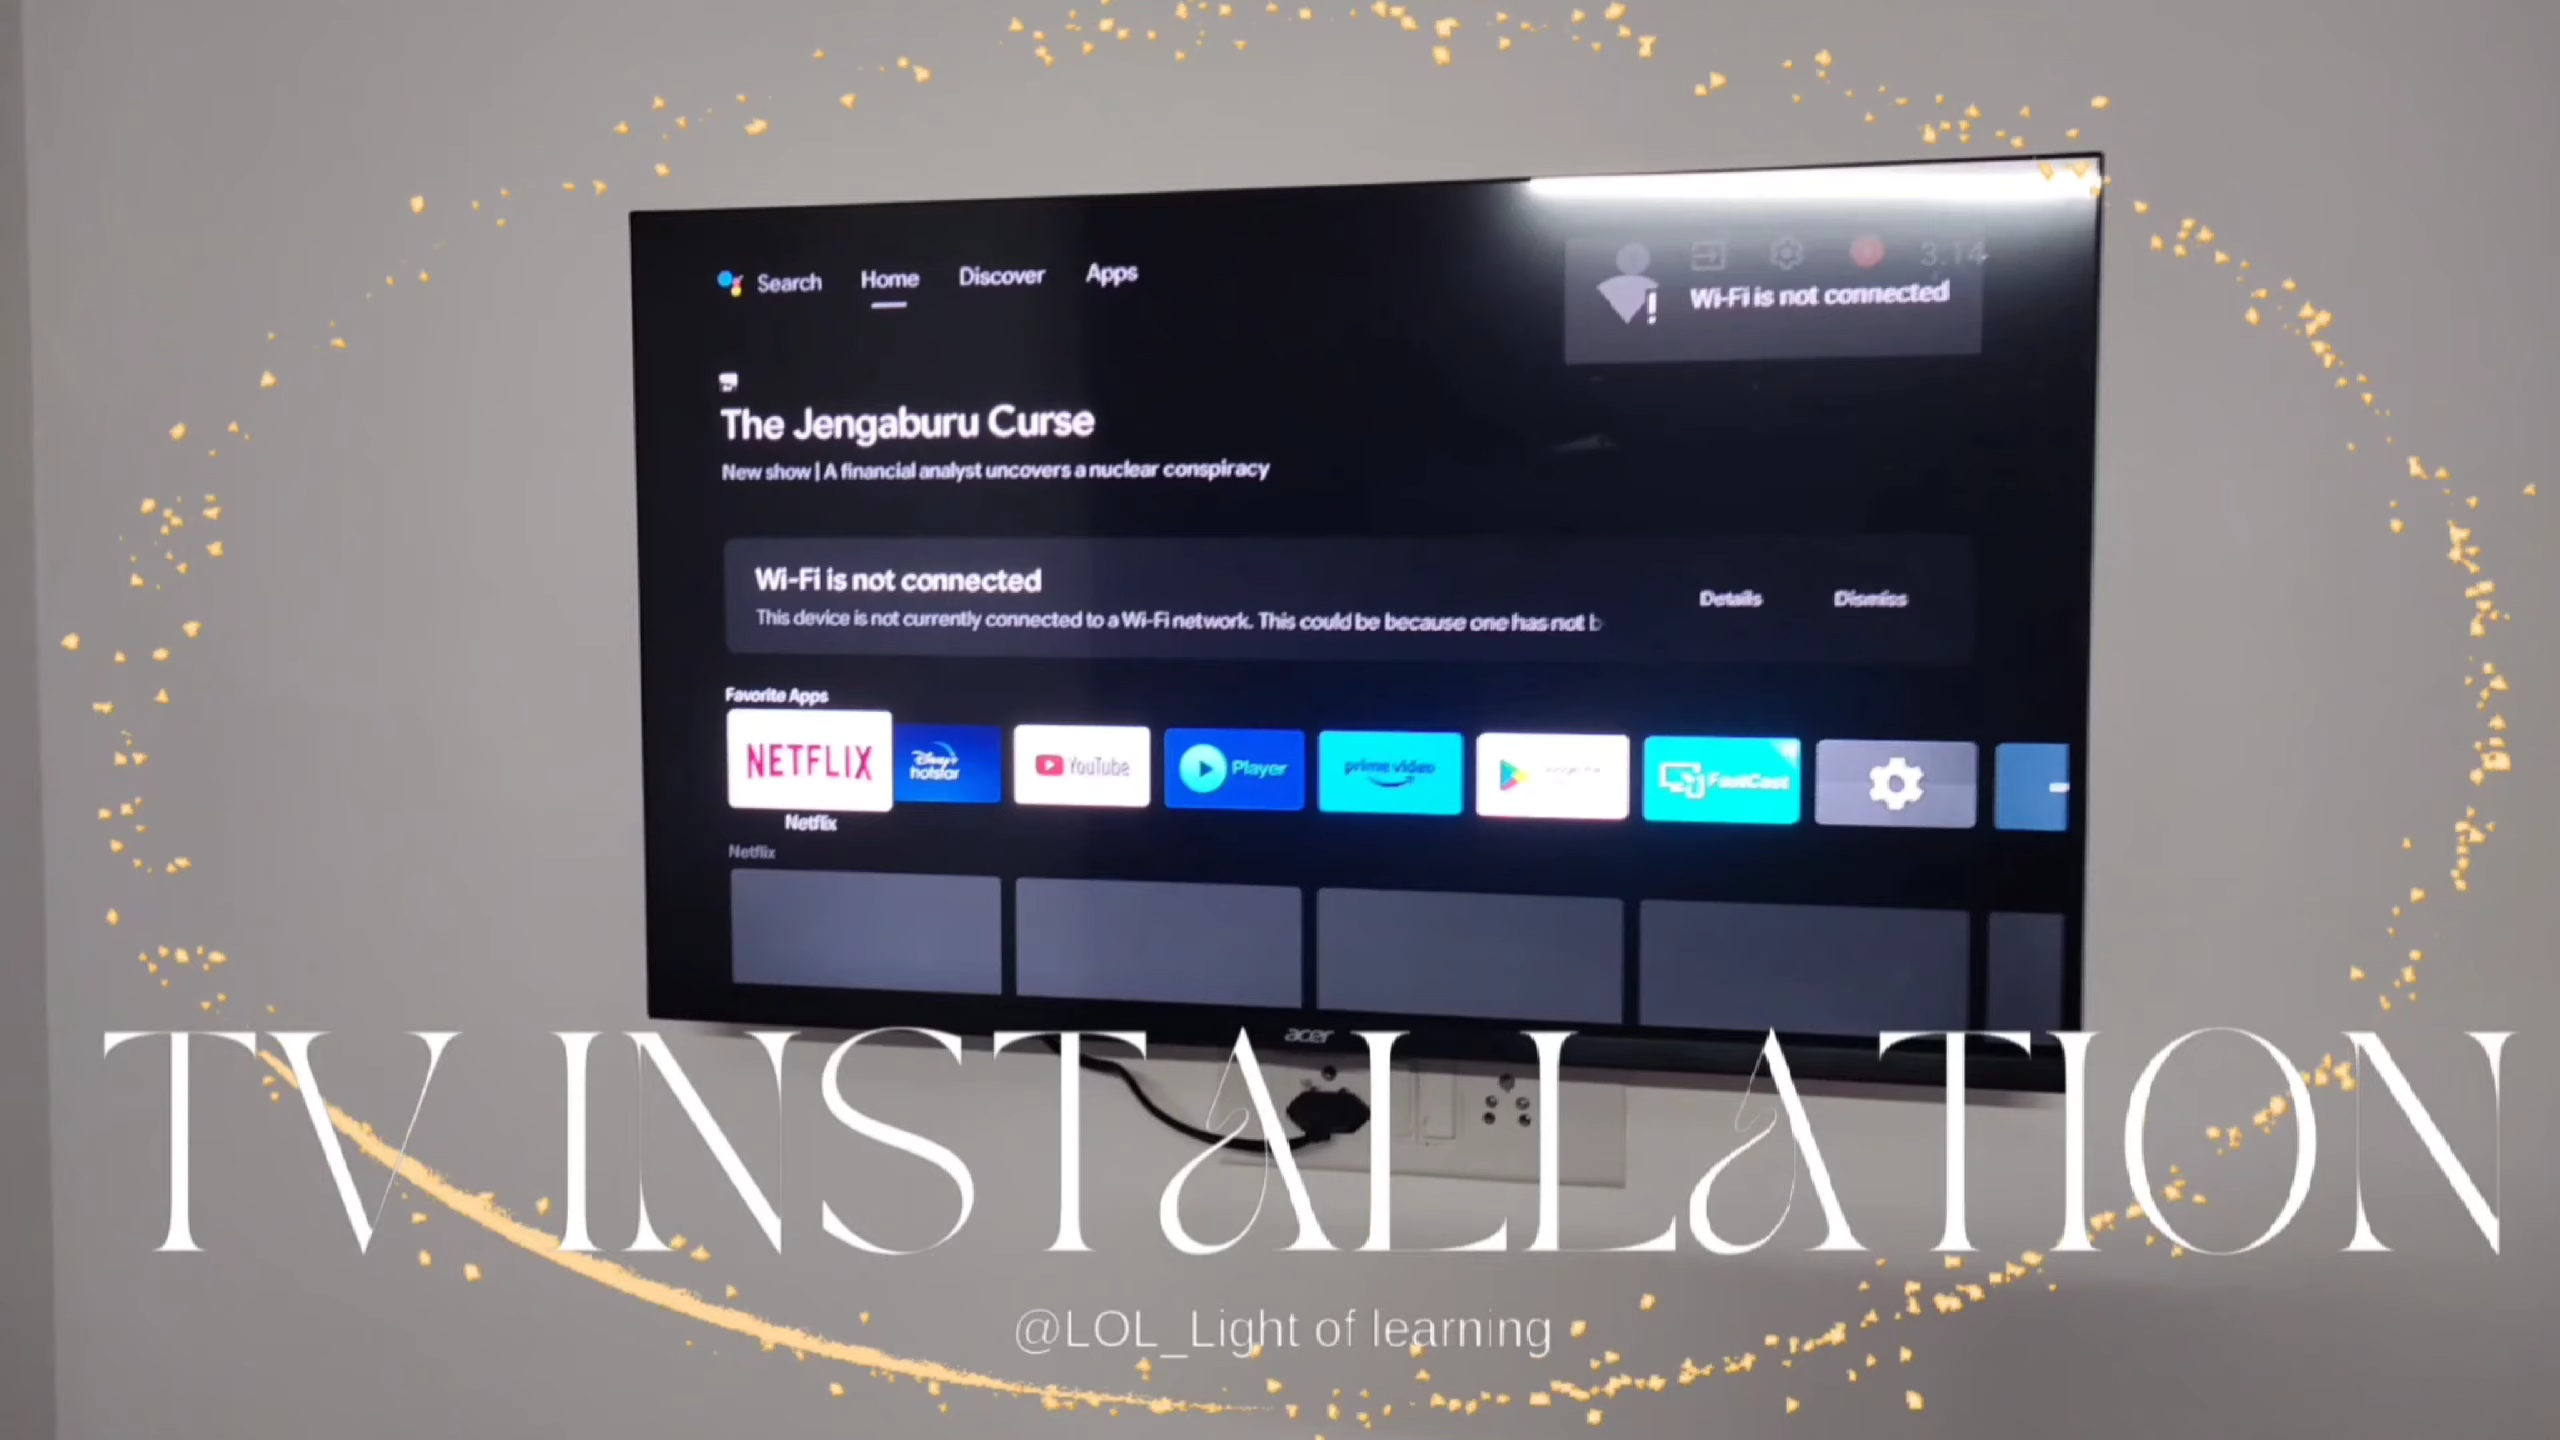 Search Home Discover Apps
3:14
Wi-Fi is not connected
The Jengaburu Curse
New show | A financial analyst uncovers a nuclear conspiracy
Wi-Fi is not connected
This device is not currently connected to a Wi-Fi network. This could be because one has not b
Details Dismiss
Favorite Apps
NETFLIX Disney+ hotstar YouTube Player prime video FastCast
Netflix
Netflix
acer
TV INSTALLATION
@LOL_Light of learning